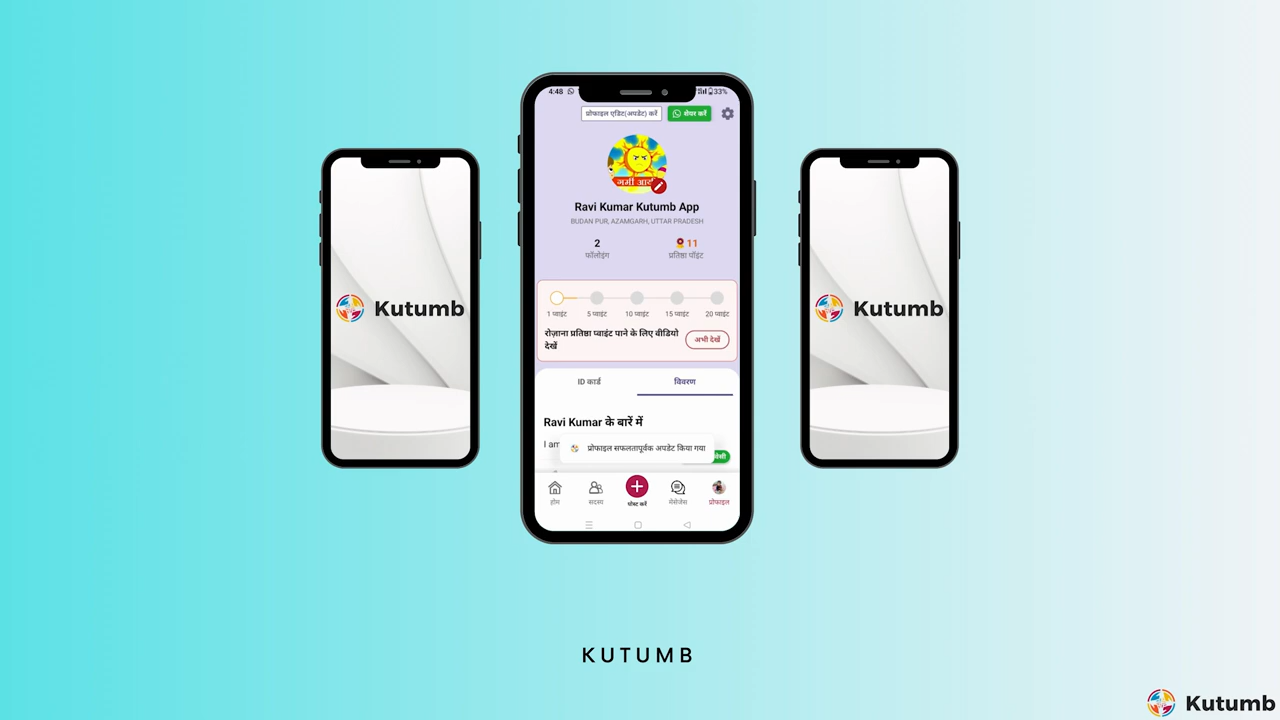 4:48
33%
प्रोफाइल एडिट(अपडेट) करें
शेयर करें
गर्मी आयी
Ravi Kumar Kutumb App
BUDAN PUR, AZAMGARH, UTTAR PRADESH
2
11
फॉलोइंग
प्रतिष्ठा पॉइंट
1 प्वाइंट
5 प्वाइंट
10 प्वाइंट
15 प्वाइंट
20 प्वाइंट
रोज़ाना प्रतिष्ठा प्वाइंट पाने के लिए वीडियो
देखें
अभी देखें
ID कार्ड
विवरण
Ravi Kumar के बारें में
I am
प्रोफाइल सफलतापूर्वक अपडेट किया गया
होम
सदस्य
पोस्ट करें
मेसेजेस
प्रोफाइल
Kutumb
Kutumb
KUTUMB
Kutumb